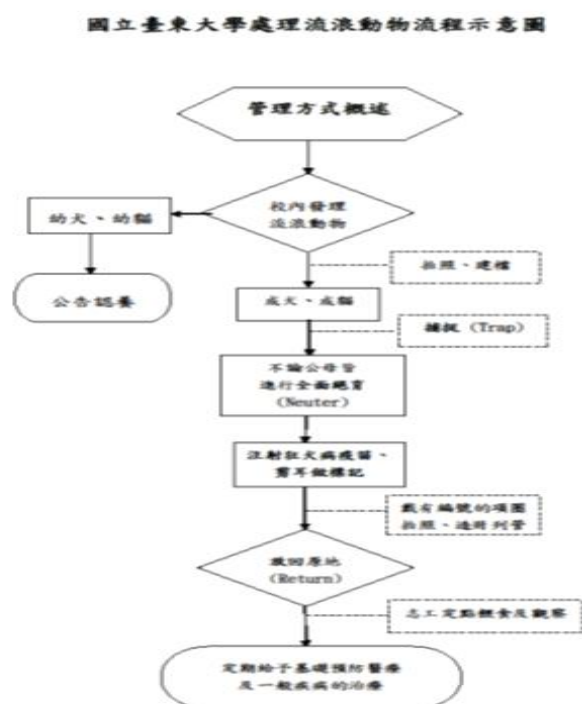 國立臺東大學處理流浪動物流程示意圖
管理方式概述
校內發理
流浪動物
幼犬、幼貓
公告認養
拍照、建檔
成犬、成貓
捕捉 (Trap)
不論公母皆
進行全面絕育
(Neuter)
注射狂犬病疫苗、
剪耳做標記
戴有編號的項圈
拍照、造冊列管
放回原地
(Return)
志工定點餵食及觀察
定期給予基礎預防醫療
及一般疾病的治療